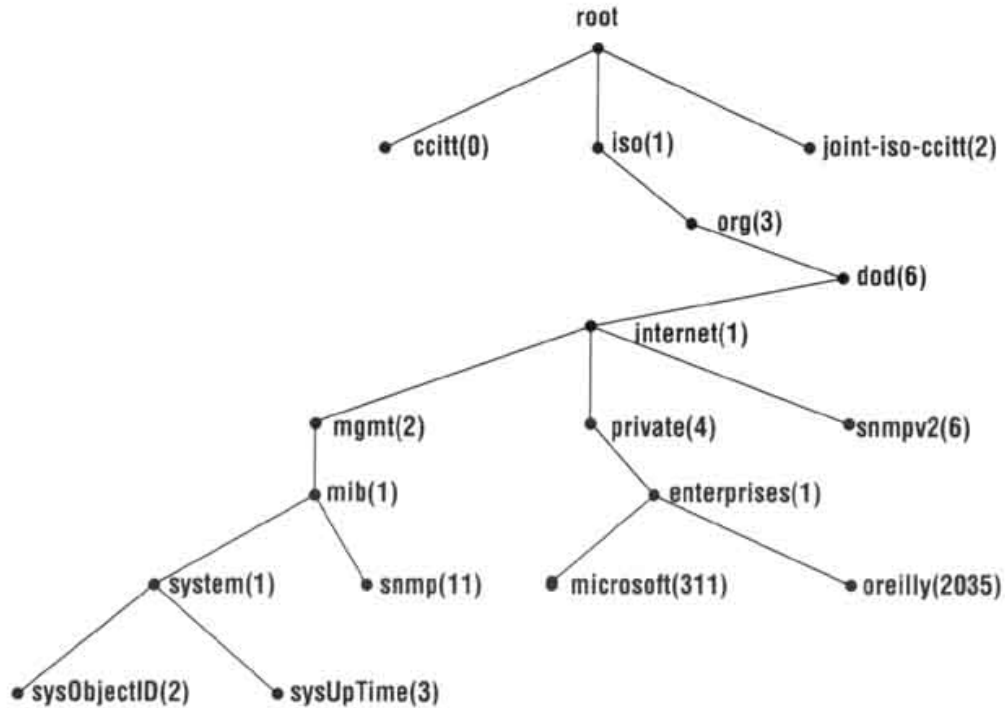 root
ccitt(0)
iso(1)
joint-iso-ccitt(2)
org(3)
dod(6)
internet(1)
mgmt(2)
private(4)
snmpv2(6)
mib(1)
enterprises(1)
system(1)
snmp(11)
microsoft(311)
oreilly(2035)
sysObjectID(2)
sysUpTime(3)